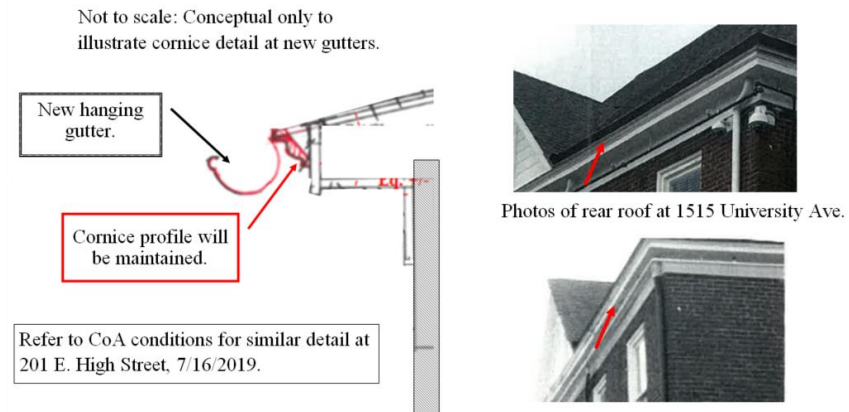 Not to scale: Conceptual only to
illustrate cornice detail at new gutters.
New hanging
gutter.
Eq. +/-
Cornice profile will
be maintained.
Refer to CoA conditions for similar detail at
201 E. High Street, 7/16/2019.
Photos of rear roof at 1515 University Ave.